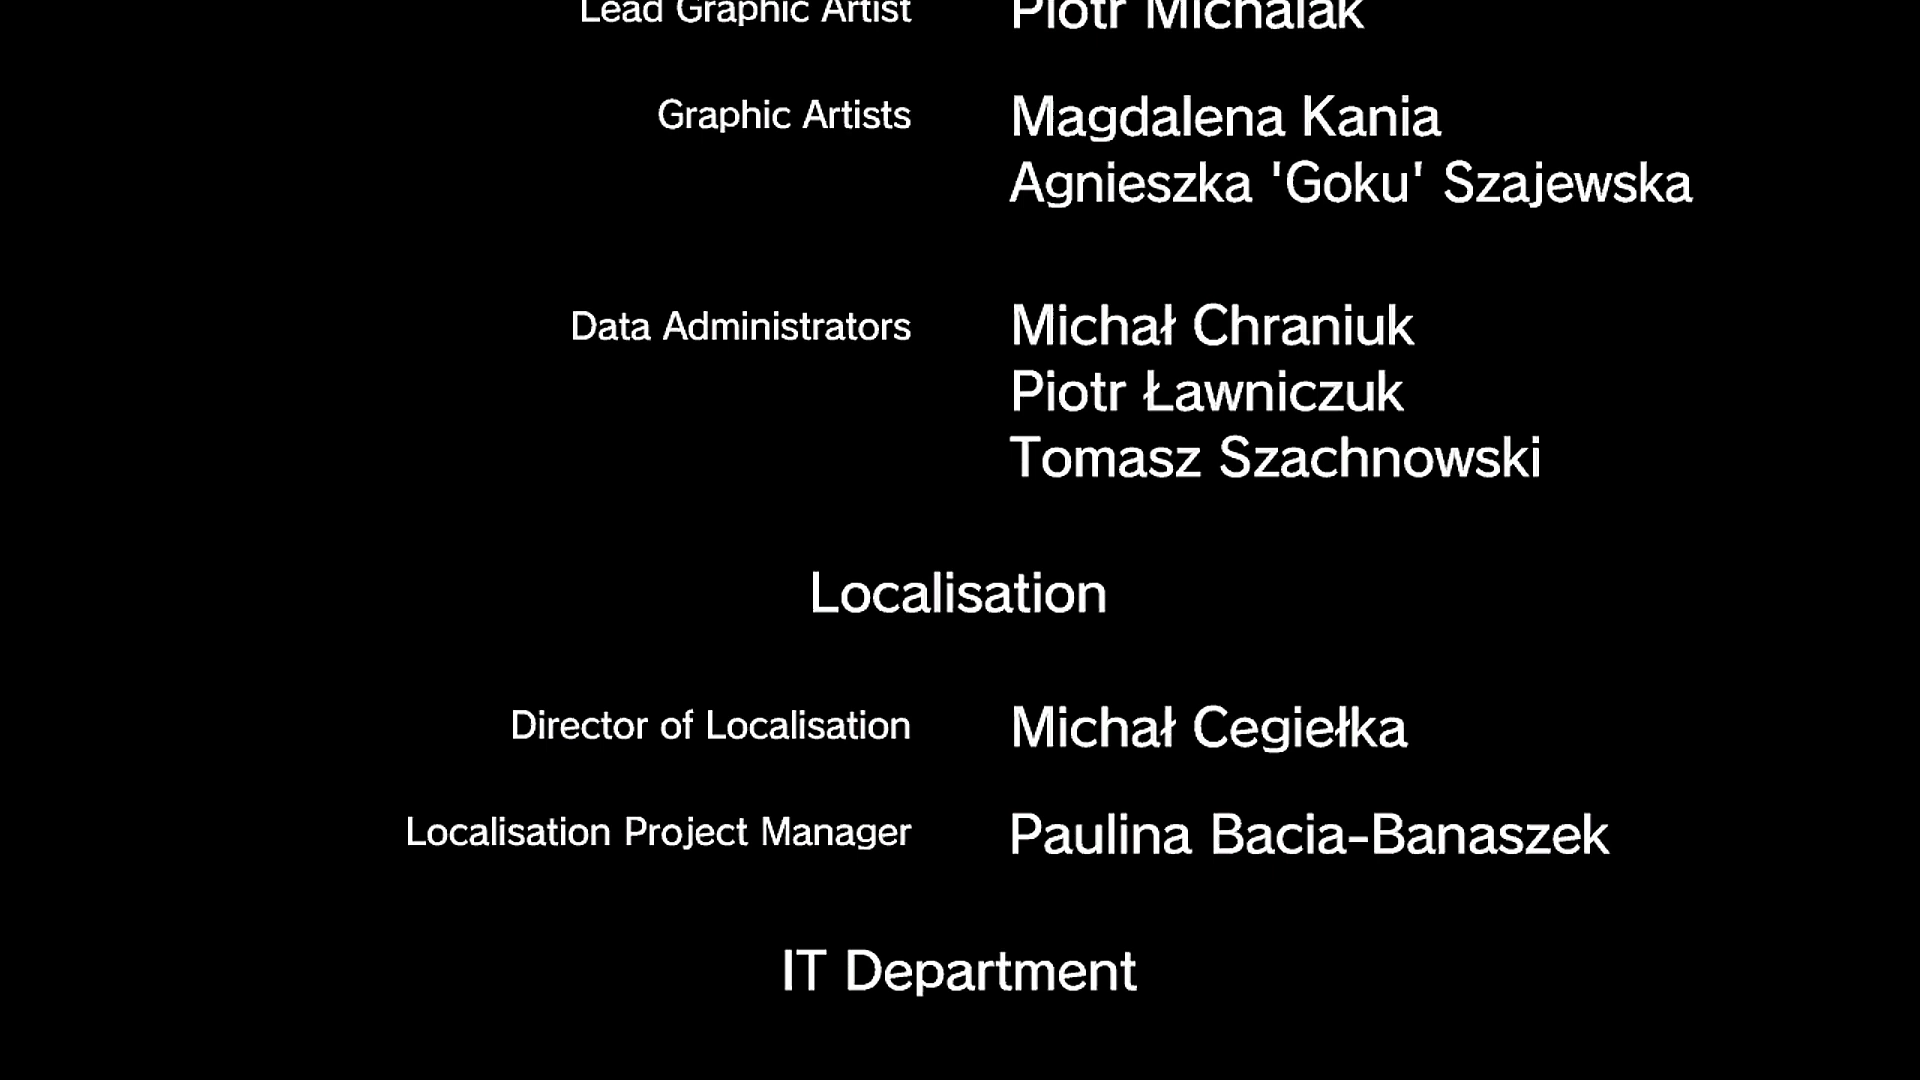 Lead Graphic Artist Piotr Michalak
Graphic Artists Magdalena Kania
Agnieszka 'Goku' Szajewska
Data Administrators Michał Chraniuk
Piotr Ławniczuk
Tomasz Szachnowski
Localisation
Director of Localisation Michał Cegiełka
Localisation Project Manager Paulina Bacia-Banaszek
IT Department